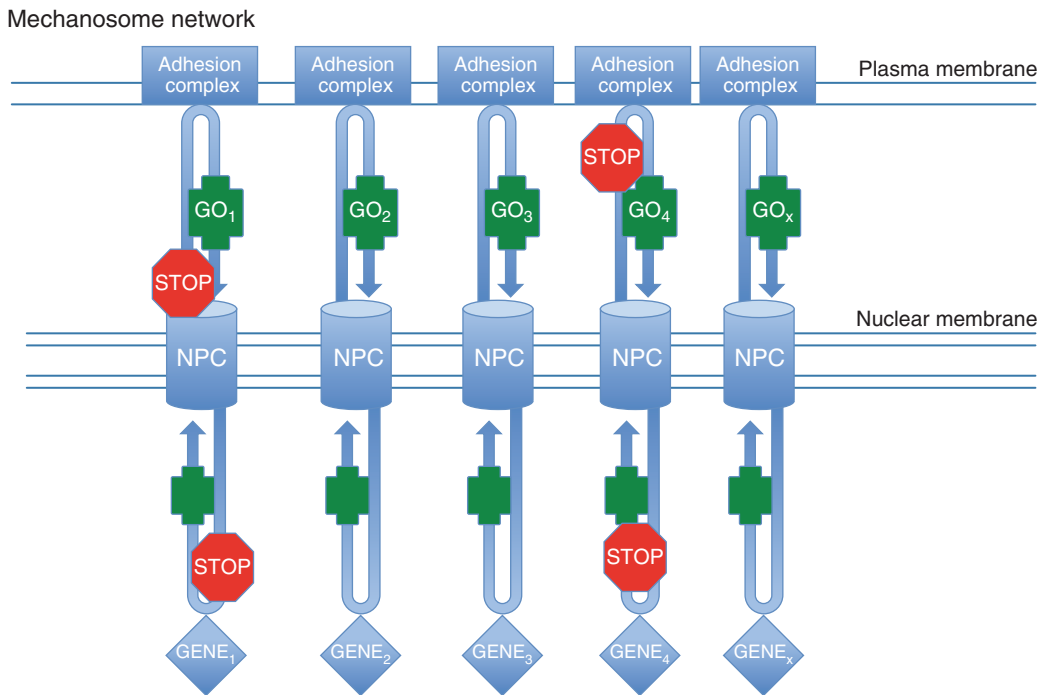 Mechanosome network
Adhesion
complex
Adhesion
complex
Adhesion
complex
Adhesion
complex
Adhesion
complex
Plasma membrane
STOP
GO₁
GO₂
GO₃
GO₄
GOₓ
STOP
Nuclear membrane
NPC
NPC
NPC
NPC
NPC
STOP
STOP
GENE₁
GENE₂
GENE₃
GENE₄
GENEₓ